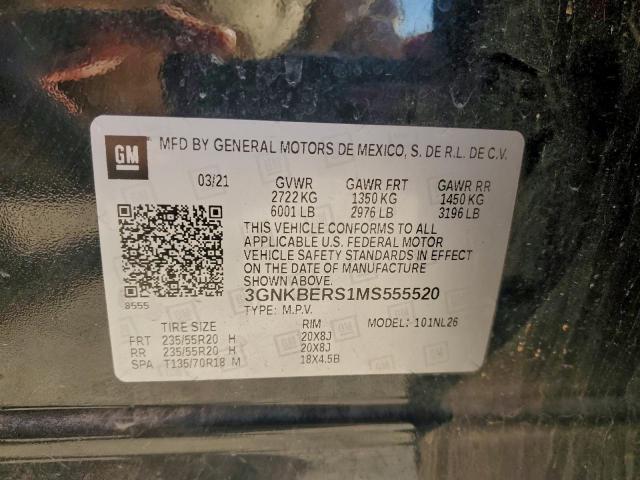 GM MFD BY GENERAL MOTORS DE MEXICO, S. DE R.L. DE C.V.
03/21 GVWR GAWR FRT GAWR RR
2722 KG 1350 KG 1450 KG
6001 LB 2976 LB 3196 LB
THIS VEHICLE CONFORMS TO ALL
APPLICABLE U.S. FEDERAL MOTOR
VEHICLE SAFETY STANDARDS IN EFFECT
ON THE DATE OF MANUFACTURE
SHOWN ABOVE.
3GNKBERS1MS555520
8555
TYPE: M.P.V. MODEL: 101NL26
TIRE SIZE RIM
FRT 235/55R20 H 20X8J
RR 235/55R20 H 20X8J
SPA T135/70R18 M 18X4.5B